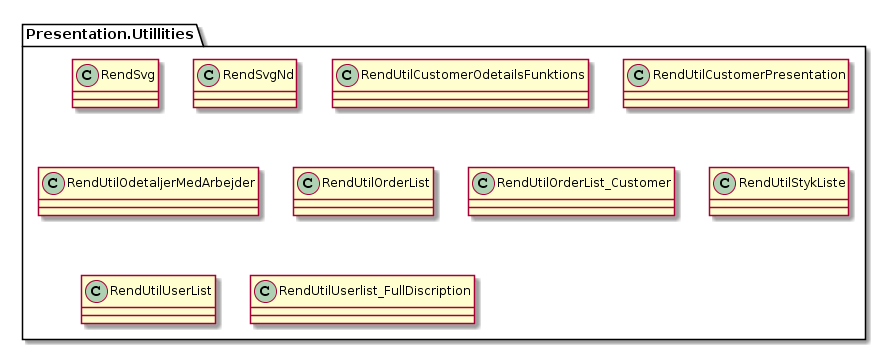 Presentation.Utillities
C RendSvg
C RendSvgNd
C RendUtilCustomerOdetailsFunktions
C RendUtilCustomerPresentation
C RendUtilOdetaljerMedArbejder
C RendUtilOrderList
C RendUtilOrderList_Customer
C RendUtilStykListe
C RendUtilUserList
C RendUtilUserlist_FullDiscription